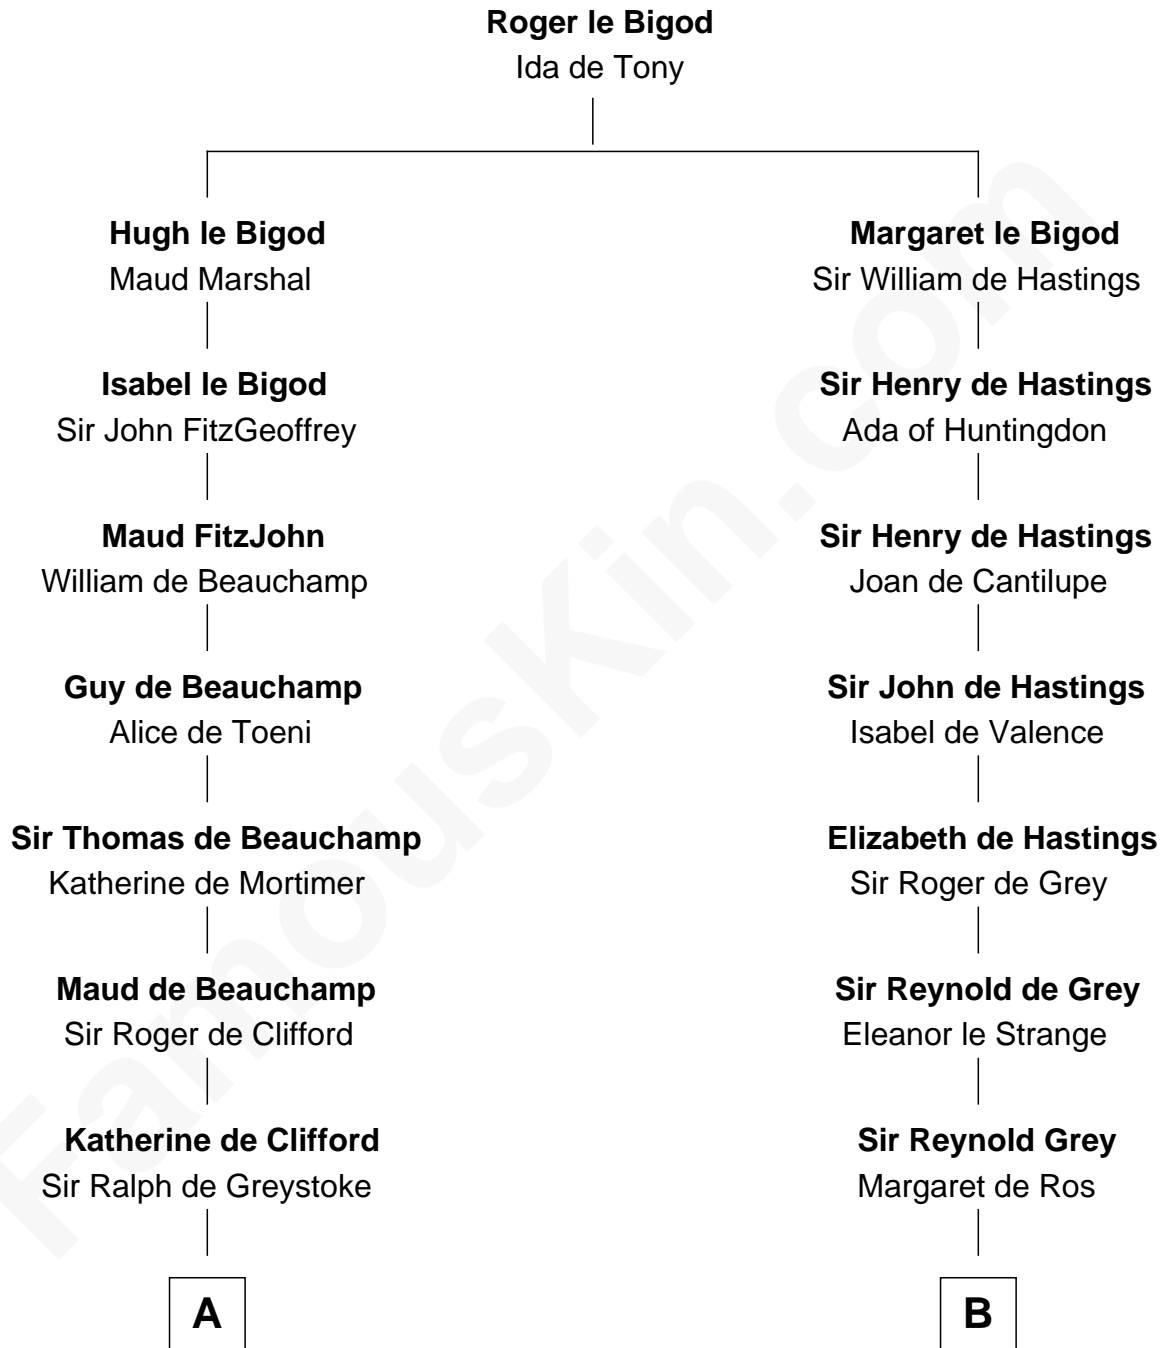 Roger le Bigod
Ida de Tony
Hugh le Bigod
Maud Marshal
Margaret le Bigod
Sir William de Hastings
Isabel le Bigod
Sir John FitzGeoffrey
Sir Henry de Hastings
Ada of Huntingdon
Maud FitzJohn
William de Beauchamp
Sir Henry de Hastings
Joan de Cantilupe
Guy de Beauchamp
Alice de Toeni
Sir John de Hastings
Isabel de Valence
Sir Thomas de Beauchamp
Katherine de Mortimer
Elizabeth de Hastings
Sir Roger de Grey
Maud de Beauchamp
Sir Roger de Clifford
Sir Reynold de Grey
Eleanor le Strange
Katherine de Clifford
Sir Ralph de Greystoke
Sir Reynold Grey
Margaret de Ros
A
B
FamousKin.com